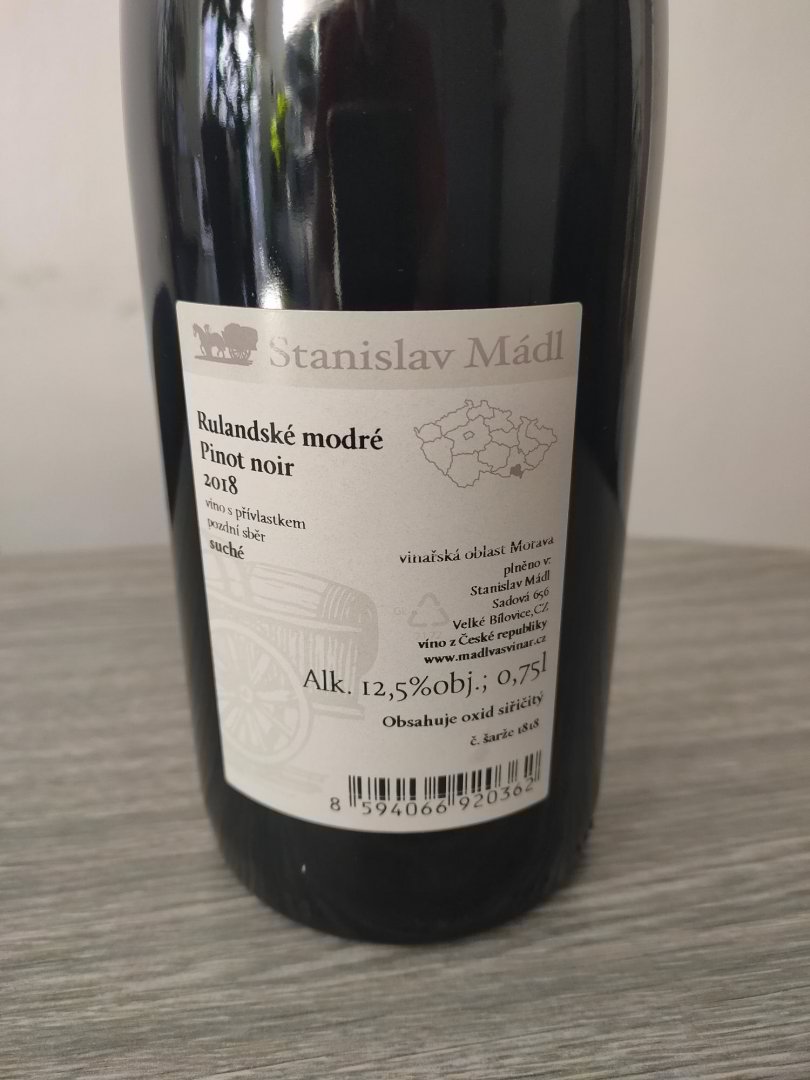 Stanislav Mádl
Rulandské modré
Pinot noir
2018
víno s přívlastkem
pozdní sběr
suché
vinařská oblast Morava
plněno v:
Stanislav Mádl
Sadová 656
Velké Bílovice,CZ
víno z České republiky
www.madlvasvinar.cz
Alk. 12,5%obj.; 0,75l
Obsahuje oxid siřičitý
č. šarže 1818
8 594066 920362